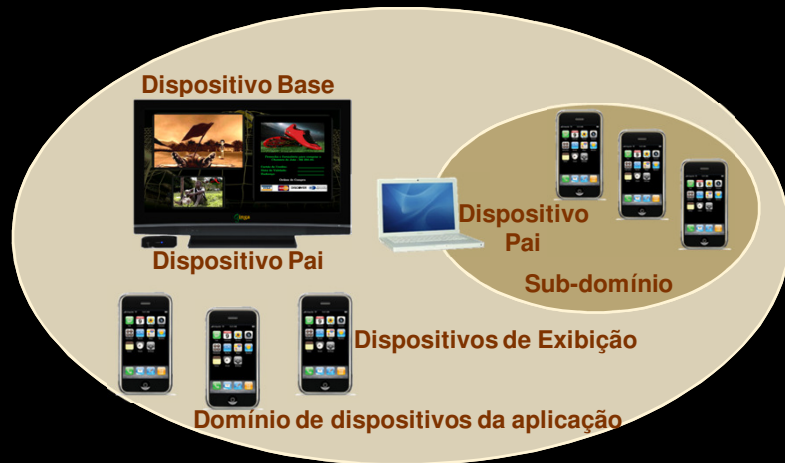 Dispositivo Base
Dispositivo Pai
Dispositivo
Pai
Sub-domínio
Dispositivos de Exibição
Domínio de dispositivos da aplicação